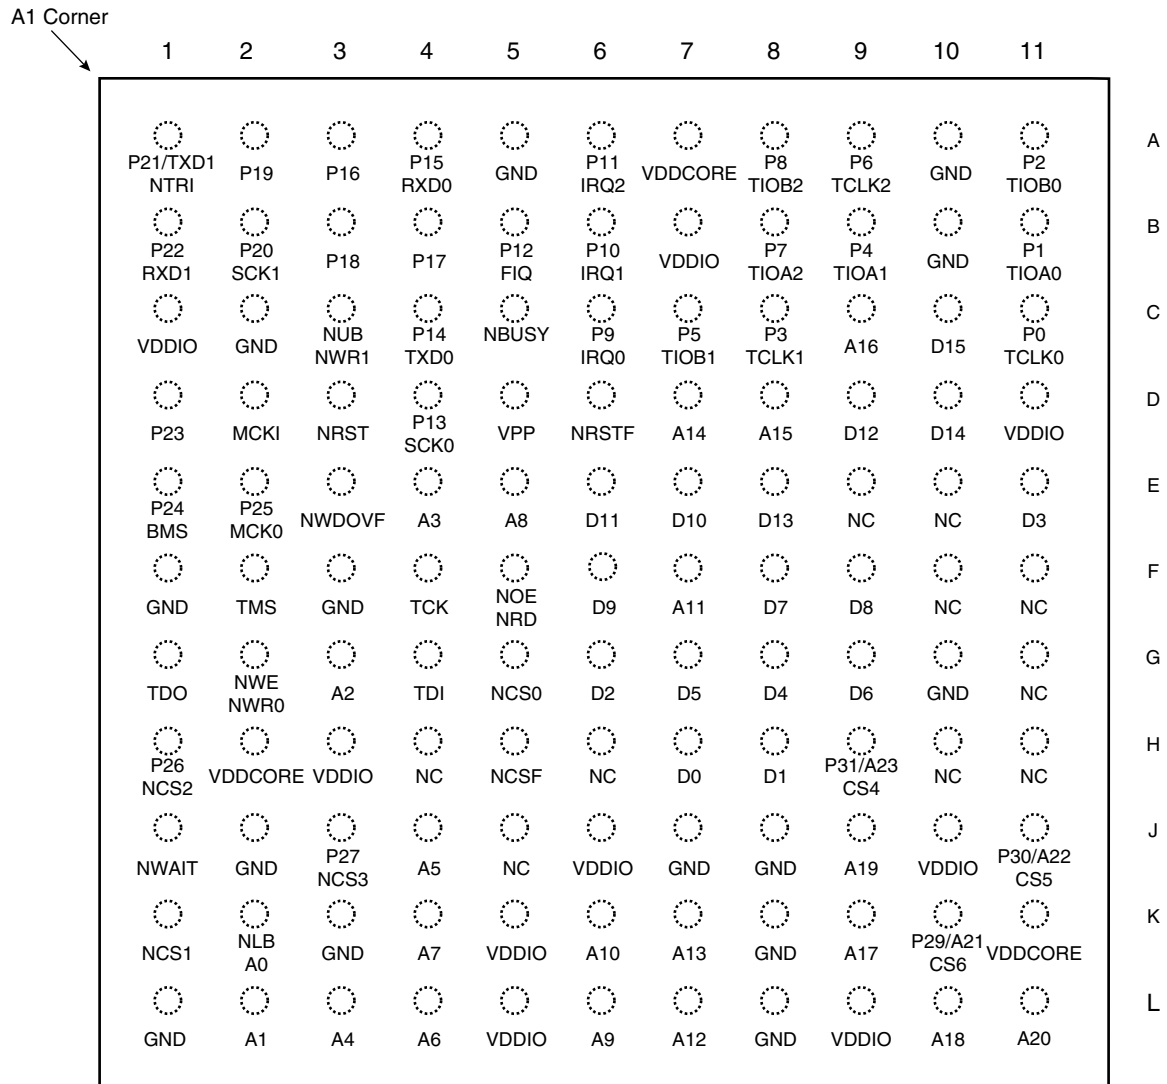 A1 Corner
1 2 3 4 5 6 7 8 9 10 11
A
P21/TXD1 P19 P16 P15 GND P11 VDDCORE P8 P6 GND P2
NTRI RXD0 IRQ2 TIOB2 TCLK2 TIOB0
B
P22 P20 P18 P17 P12 P10 VDDIO P7 P4 GND P1
RXD1 SCK1 FIQ IRQ1 TIOA2 TIOA1 TIOA0
C
VDDIO GND NUB P14 NBUSY P9 P5 P3 A16 D15 P0
NWR1 TXD0 IRQ0 TIOB1 TCLK1 TCLK0
D
P23 MCKI NRST P13 VPP NRSTF A14 A15 D12 D14 VDDIO
SCK0
E
P24 P25 NWDOVF A3 A8 D11 D10 D13 NC NC D3
BMS MCK0
F
GND TMS GND TCK NOE D9 A11 D7 D8 NC NC
NRD
G
TDO NWE A2 TDI NCS0 D2 D5 D4 D6 GND NC
NWR0
H
P26 VDDCORE VDDIO NC NCSF NC D0 D1 P31/A23 NC NC
NCS2 CS4
J
NWAIT GND P27 A5 NC VDDIO GND GND A19 VDDIO P30/A22
NCS3 CS5
K
NCS1 NLB GND A7 VDDIO A10 A13 GND A17 P29/A21 VDDCORE
A0 CS6
L
GND A1 A4 A6 VDDIO A9 A12 GND VDDIO A18 A20